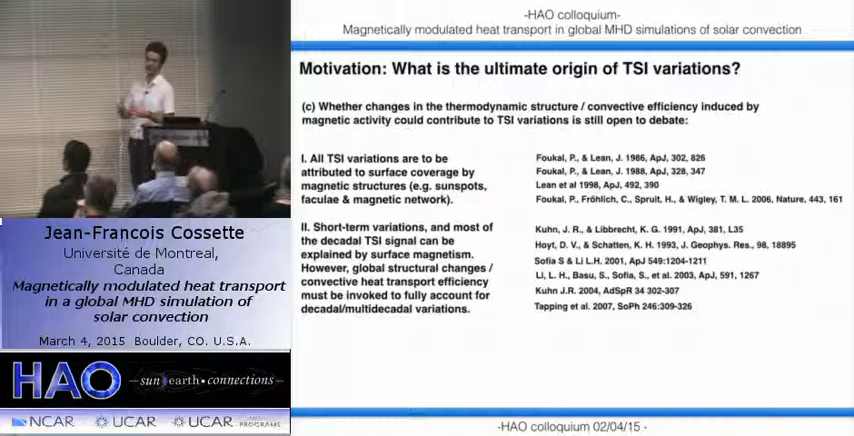 -HAO colloquium-
Magnetically modulated heat transport in global MHD simulations of solar convection
Motivation: What is the ultimate origin of TSI variations?
(c) Whether changes in the thermodynamic structure / convective efficiency induced by
magnetic activity could contribute to TSI variations is still open to debate:
I. All TSI variations are to be
attributed to surface coverage by
magnetic structures (e.g. sunspots,
faculae & magnetic network).
Foukal, P., & Lean, J. 1986, ApJ, 302, 826
Foukal, P., & Lean, J. 1988, ApJ, 328, 347
Lean et al 1998, ApJ, 492, 390
Foukal, P., Fröhlich, C., Spruit, H., & Wigley, T. M. L. 2006, Nature, 443, 161
II. Short-term variations, and most of
the decadal TSI signal can be
explained by surface magnetism.
However, global structural changes /
convective heat transport efficiency
must be invoked to fully account for
decadal/multidecadal variations.
Kuhn, J. R., & Libbrecht, K. G. 1991, ApJ, 381, L35
Hoyt, D. V., & Schatten, K. H. 1993, J. Geophys. Res., 98, 18895
Sofia S & Li L.H. 2001, ApJ 549:1204-1211
Li, L. H., Basu, S., Sofia, S., et al. 2003, ApJ, 591, 1267
Kuhn J.R. 2004, AdSpR 34 302-307
Tapping et al. 2007, SoPh 246:309-326
-HAO colloquium 02/04/15 -
Jean-Francois Cossette
Université de Montreal,
Canada
Magnetically modulated heat transport
in a global MHD simulation of
solar convection
March 4, 2015 Boulder, CO. U.S.A.
HAO —sun earth•connections—
NCAR UCAR UCAR
PROGRAMS